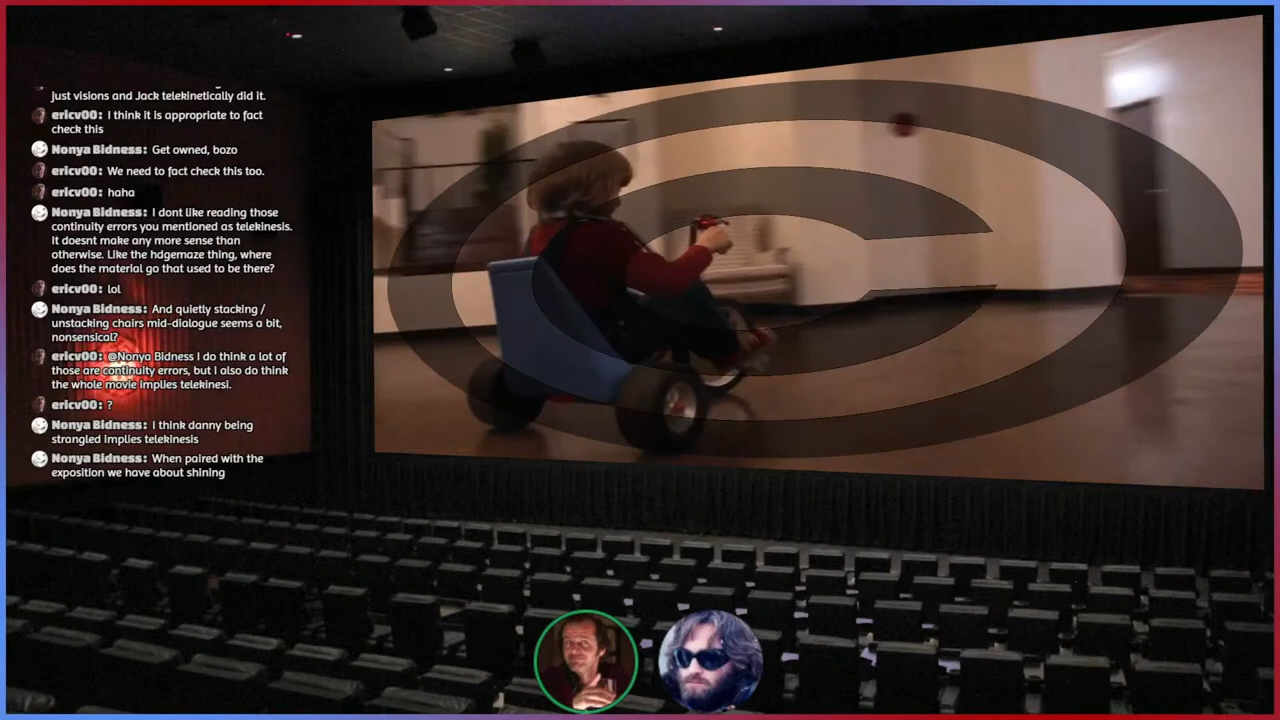 just visions and Jack telekinetically did it.
ericv00: I think it is appropriate to fact
check this
Nonya Bidness: Get owned, bozo
ericv00: We need to fact check this too.
ericv00: haha
Nonya Bidness: I dont like reading those
continuity errors you mentioned as telekinesis.
It doesnt make any more sense than
otherwise. Like the hdgemaze thing, where
does the material go that used to be there?
ericv00: lol
Nonya Bidness: And quietly stacking /
unstacking chairs mid-dialogue seems a bit,
nonsensical?
ericv00: @Nonya Bidness I do think a lot of
those are continuity errors, but I also do think
the whole movie implies telekinesi.
ericv00: ?
Nonya Bidness: I think danny being
strangled implies telekinesis
Nonya Bidness: When paired with the
exposition we have about shining